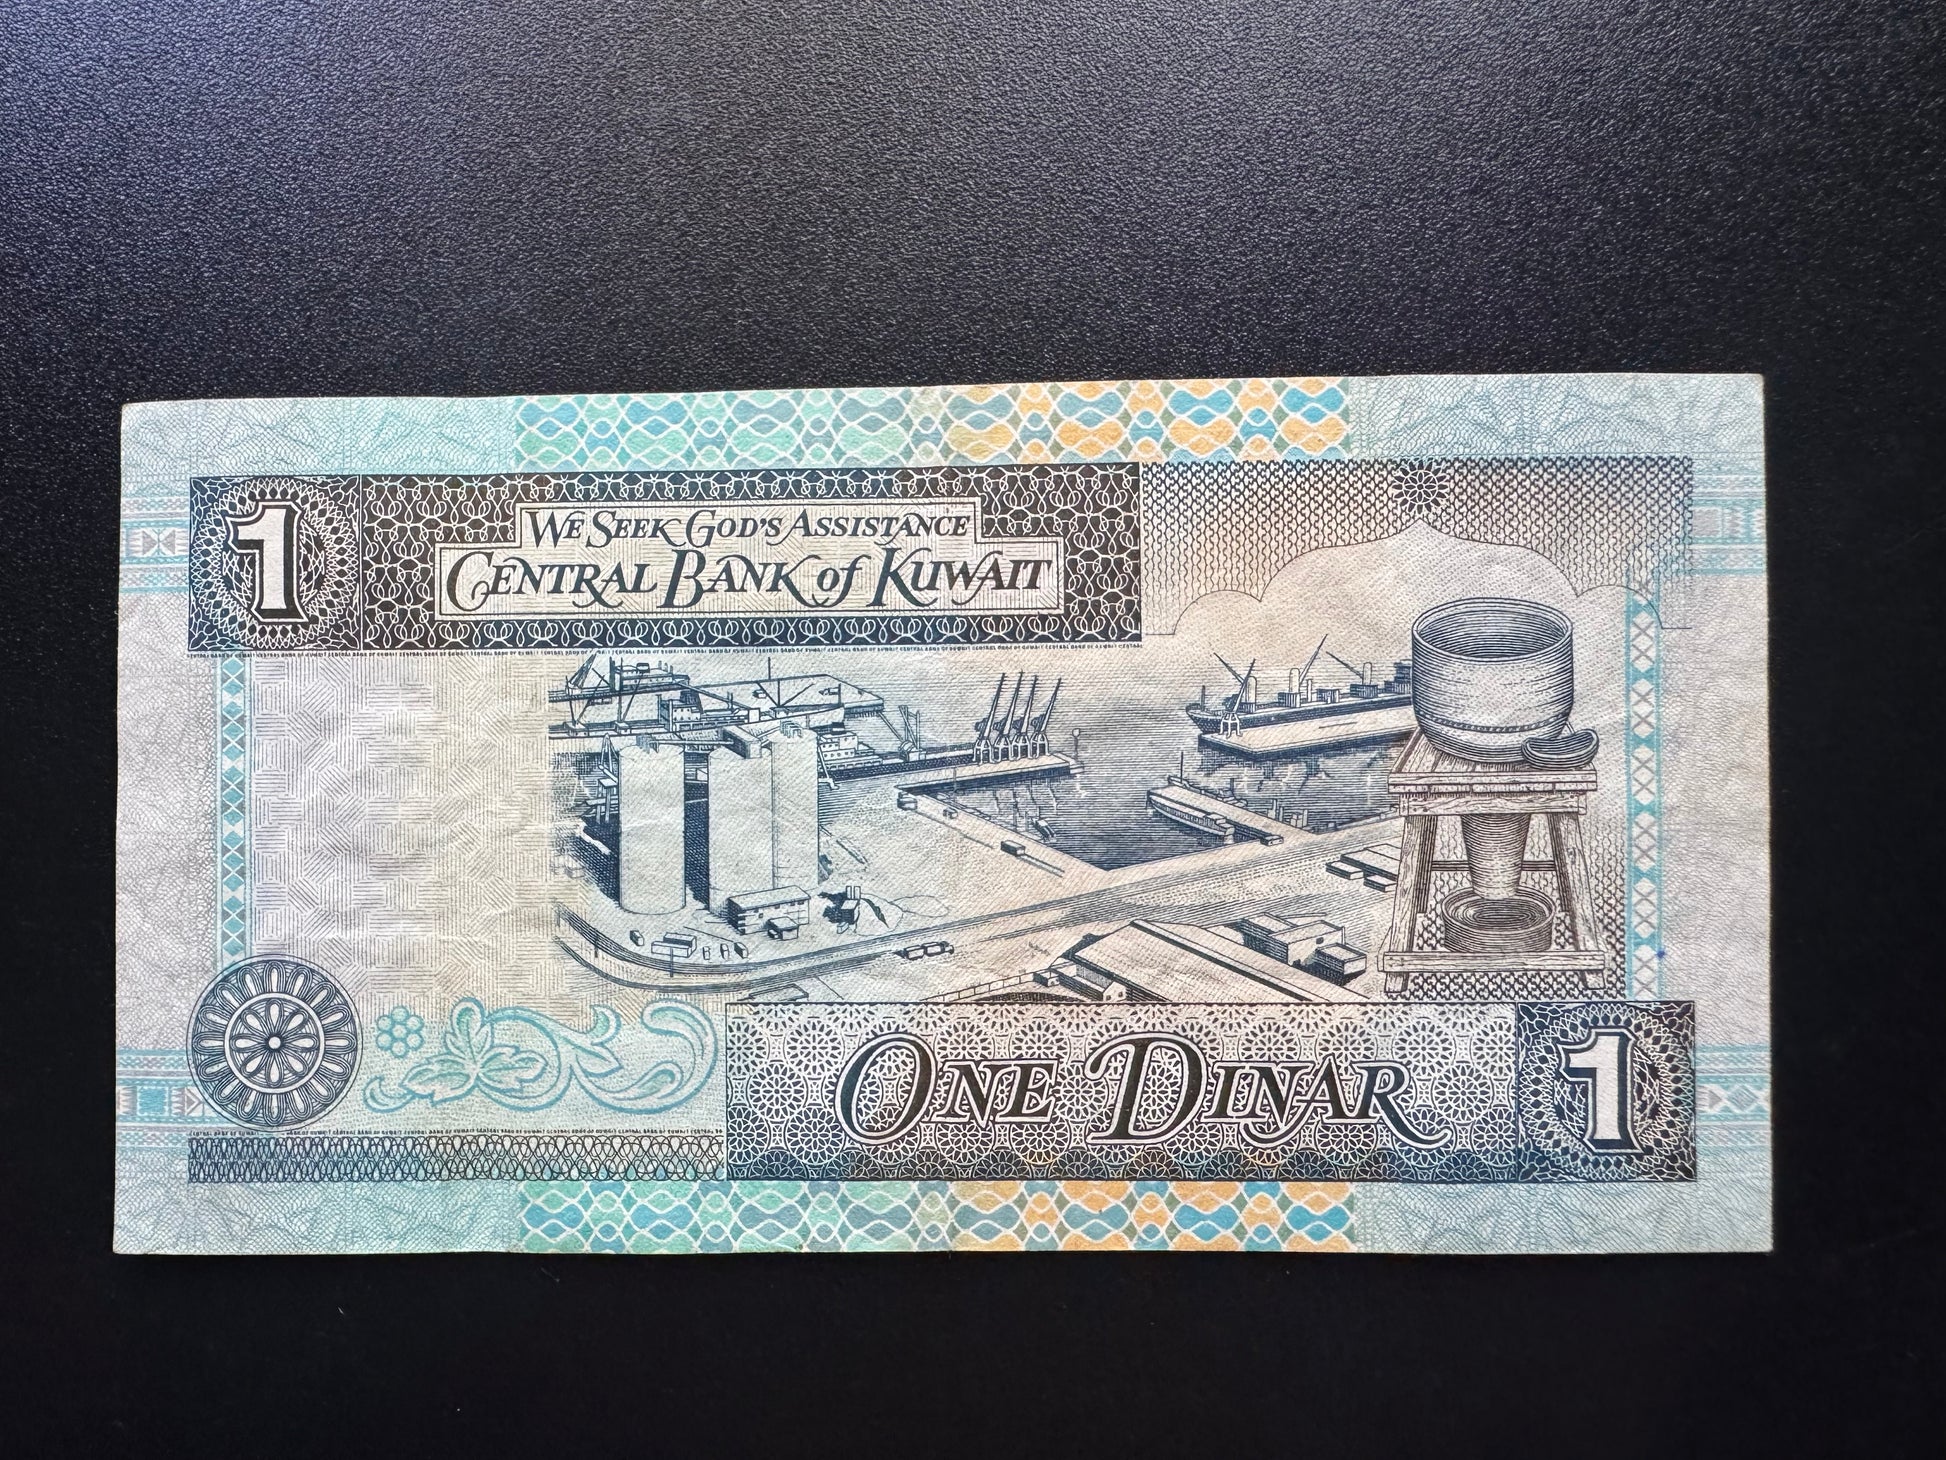 1
WE SEEK GOD'S ASSISTANCE
CENTRAL BANK of KUWAIT
ONE DINAR
1